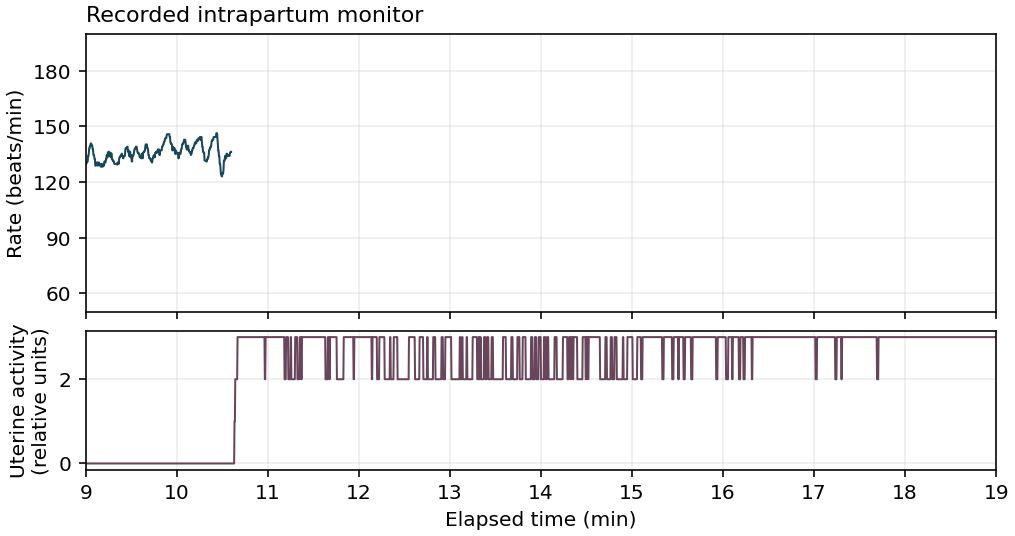 Recorded intrapartum monitor
Rate (beats/min)
180
150
120
90
60
Uterine activity
(relative units)
2
0
9 10 11 12 13 14 15 16 17 18 19
Elapsed time (min)